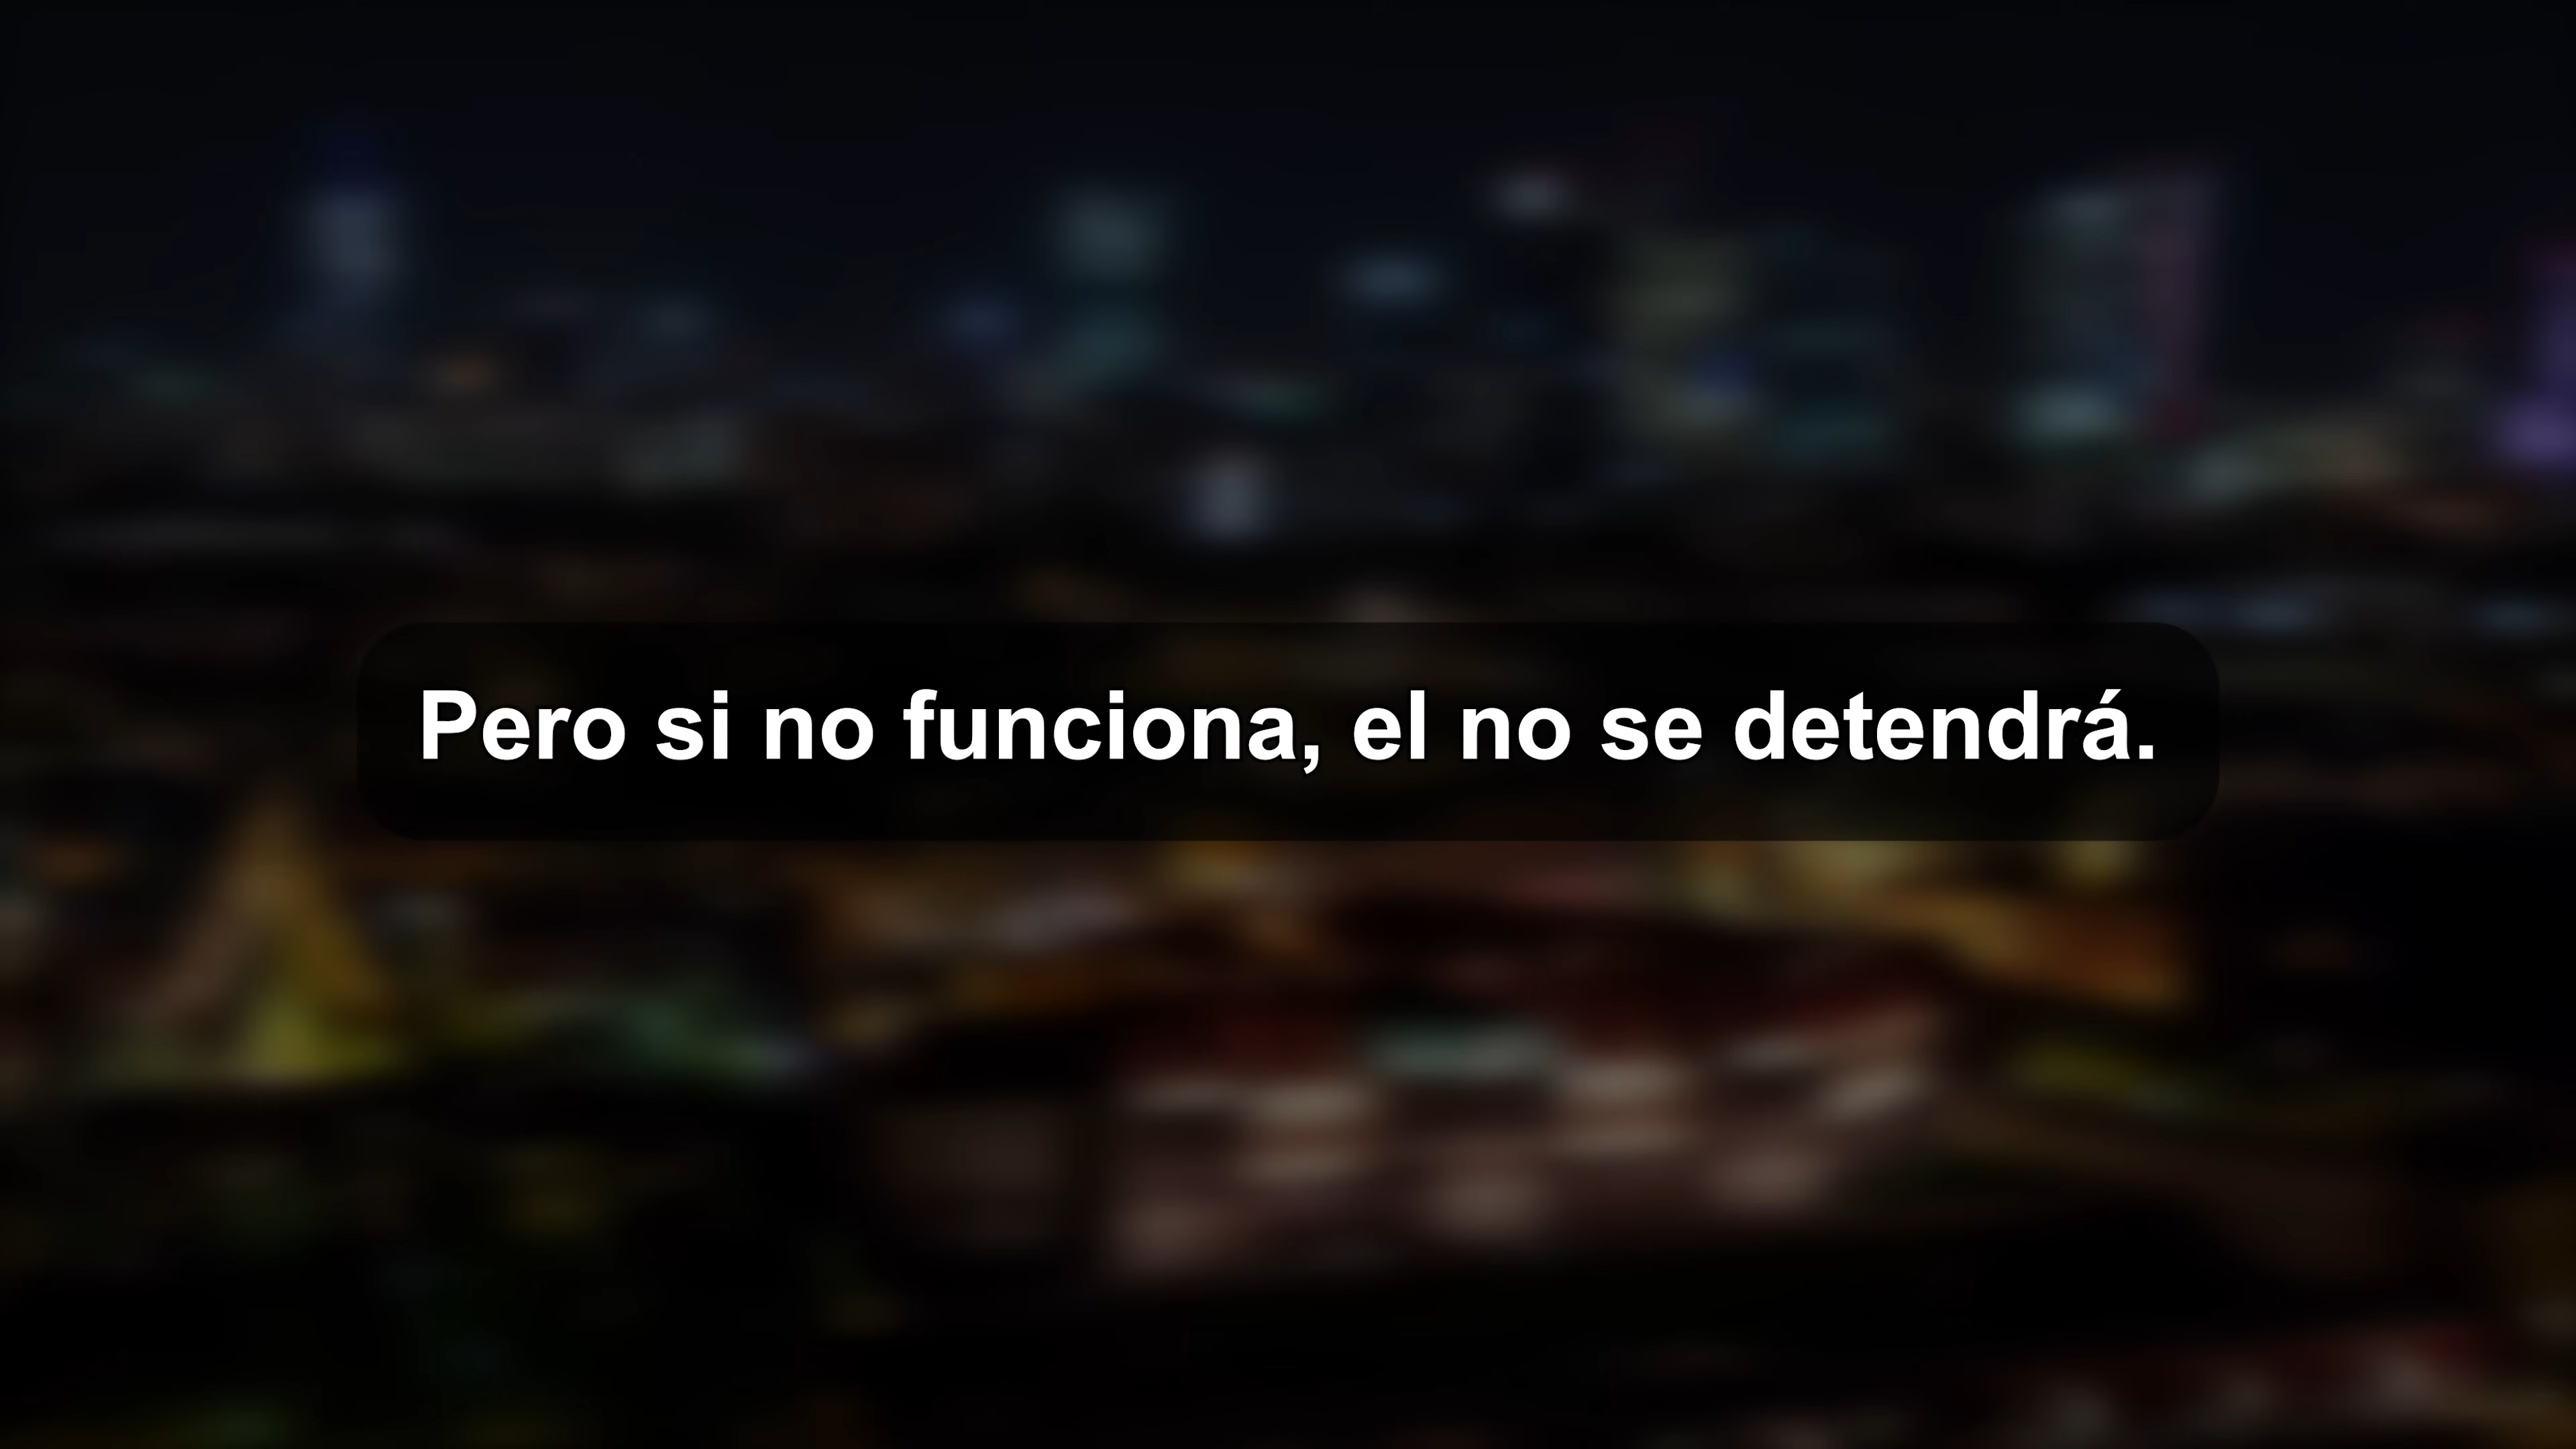 Pero si no funciona, el no se detendrá.